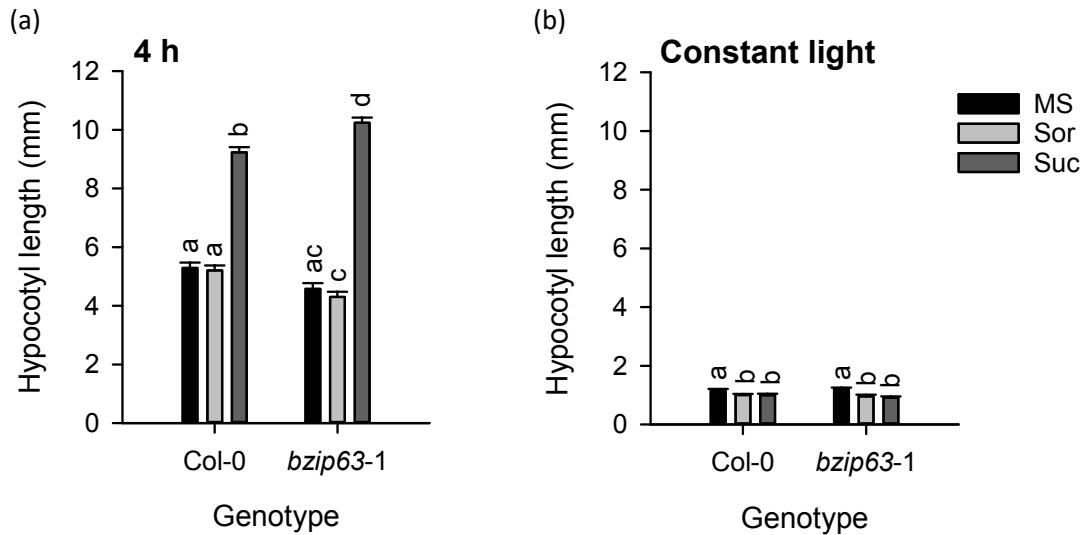 (a)
4 h
Hypocotyl length (mm)
12
10
8
6
4
2
0
a
a
b
ac
c
d
Col-0
bzip63-1
Genotype
(b)
Constant light
Hypocotyl length (mm)
12
10
8
6
4
2
0
a
b
b
a
b
b
Col-0
bzip63-1
Genotype
MS
Sor
Suc